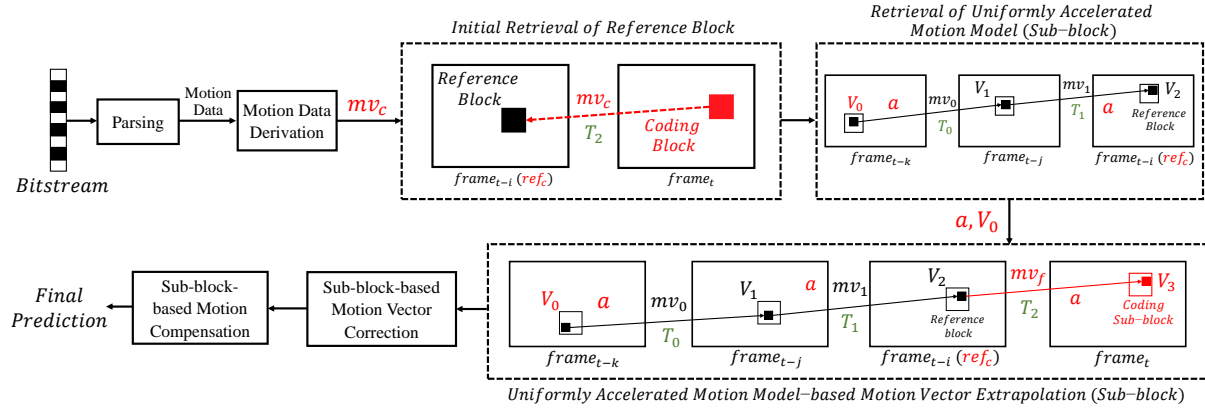 Initial Retrieval of Reference Block
Retrieval of Uniformly Accelerated
Motion Model (Sub−block)
Bitstream
Parsing
Motion
Data
Motion Data
Derivation
mv_c
Reference
Block
mv_c
T_2
Coding
Block
frame_{t−i} (ref_c)
frame_t
V_0
a
mv_0
T_0
V_1
mv_1
T_1
a
V_2
Reference
Block
frame_{t−k}
frame_{t−j}
frame_{t−i} (ref_c)
a, V_0
Final
Prediction
Sub-block-
based Motion
Compensation
Sub-block-based
Motion Vector
Correction
V_0
a
mv_0
T_0
V_1
a
mv_1
T_1
V_2
Reference
block
mv_f
T_2
a
V_3
Coding
Sub−block
frame_{t−k}
frame_{t−j}
frame_{t−i} (ref_c)
frame_t
Uniformly Accelerated Motion Model−based Motion Vector Extrapolation (Sub−block)